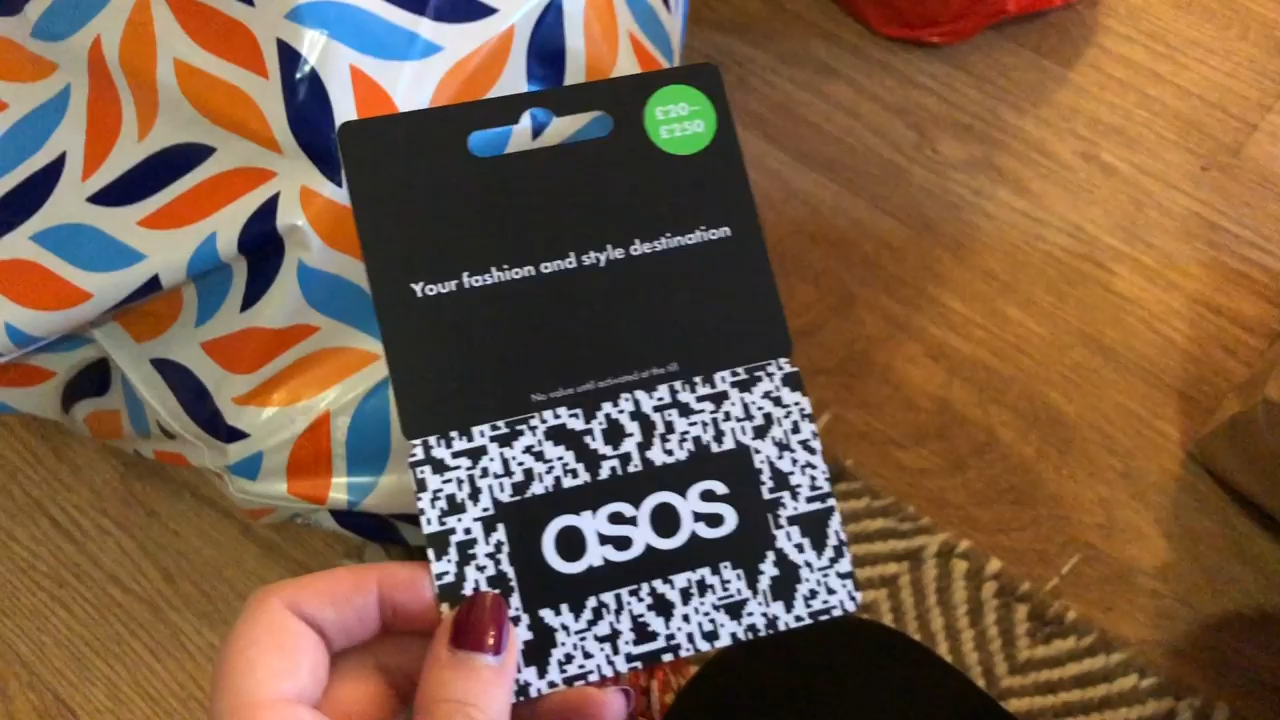 £20-
£250
Your fashion and style destination
No value until activated at the till
asos